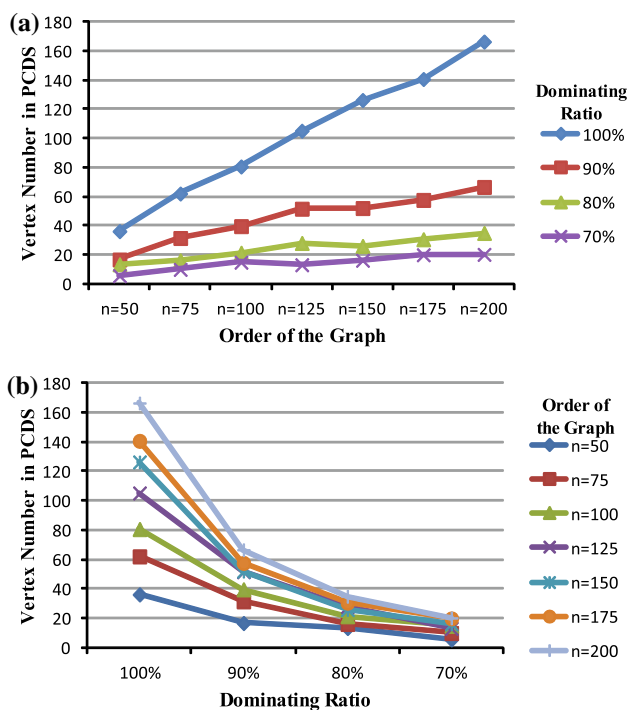 (a)
Vertex Number in PCDS
180
160
140
120
100
80
60
40
20
0
n=50 n=75 n=100 n=125 n=150 n=175 n=200
Order of the Graph
Dominating
Ratio
100%
90%
80%
70%
(b)
Vertex Number in PCDS
180
160
140
120
100
80
60
40
20
0
100% 90% 80% 70%
Dominating Ratio
Order of
the Graph
n=50
n=75
n=100
n=125
n=150
n=175
n=200